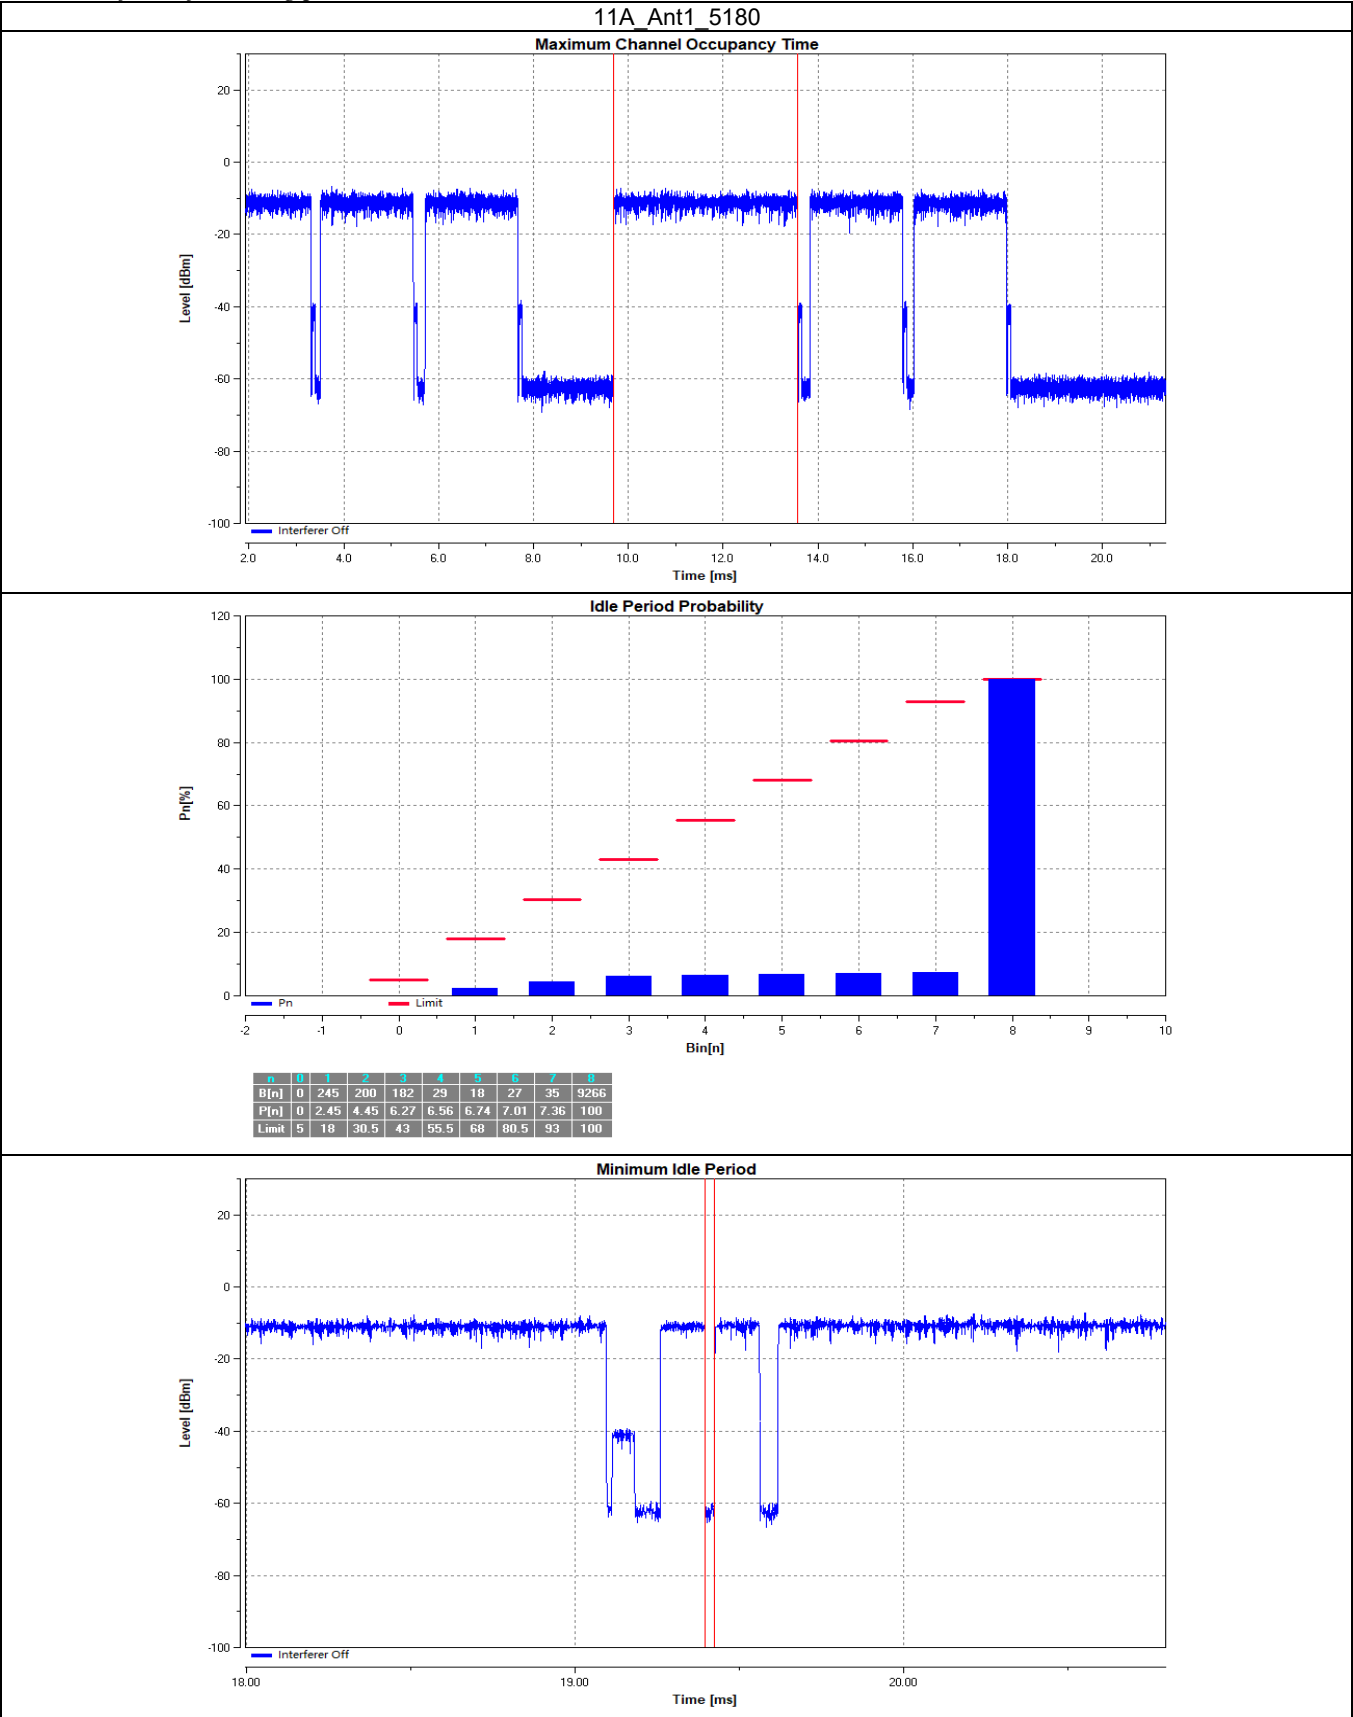 11A_Ant1_5180
Maximum Channel Occupancy Time
20
0
-20
-40
-60
-80
-100
Level [dBm]
Interferer Off
2.0 4.0 6.0 8.0 10.0 12.0 14.0 16.0 18.0 20.0
Time [ms]
Idle Period Probability
120
100
80
60
40
20
0
Pn[%]
Pn Limit
-2 -1 0 1 2 3 4 5 6 7 8 9 10
Bin[n]
n 0 1 2 3 4 5 6 7 8
B[n] 0 245 200 182 29 18 27 35 9266
P[n] 0 2.45 4.45 6.27 6.56 6.74 7.01 7.36 100
Limit 5 18 30.5 43 55.5 68 80.5 93 100
Minimum Idle Period
20
0
-20
-40
-60
-80
-100
Level [dBm]
Interferer Off
18.00 19.00 20.00
Time [ms]